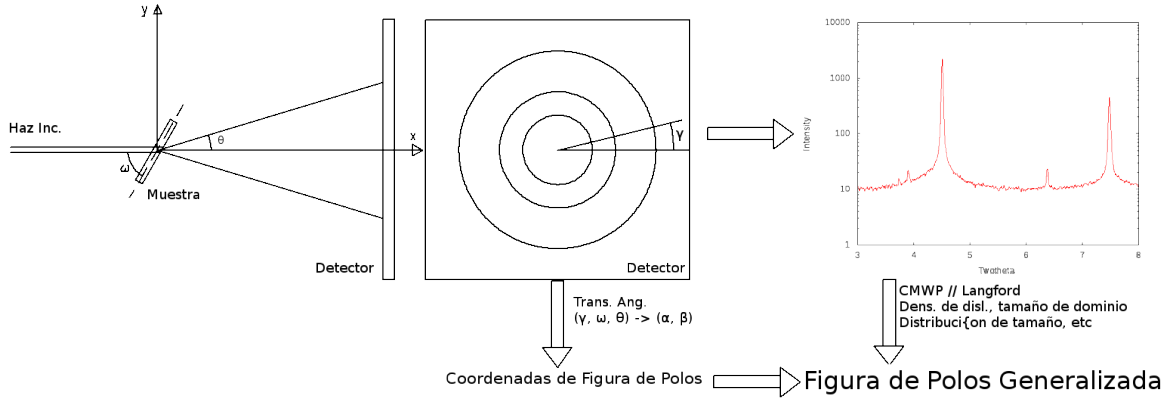 y
Haz Inc.
ω
Muestra
θ
x
Detector
γ
Detector
Intensity
10000
1000
100
10
1
3 4 5 6 7 8
Twotheta
Trans. Ang.
(γ, ω, θ) -> (α, β)
CMWP // Langford
Dens. de disl., tamaño de dominio
Distribuci{on de tamaño, etc
Coordenadas de Figura de Polos
Figura de Polos Generalizada